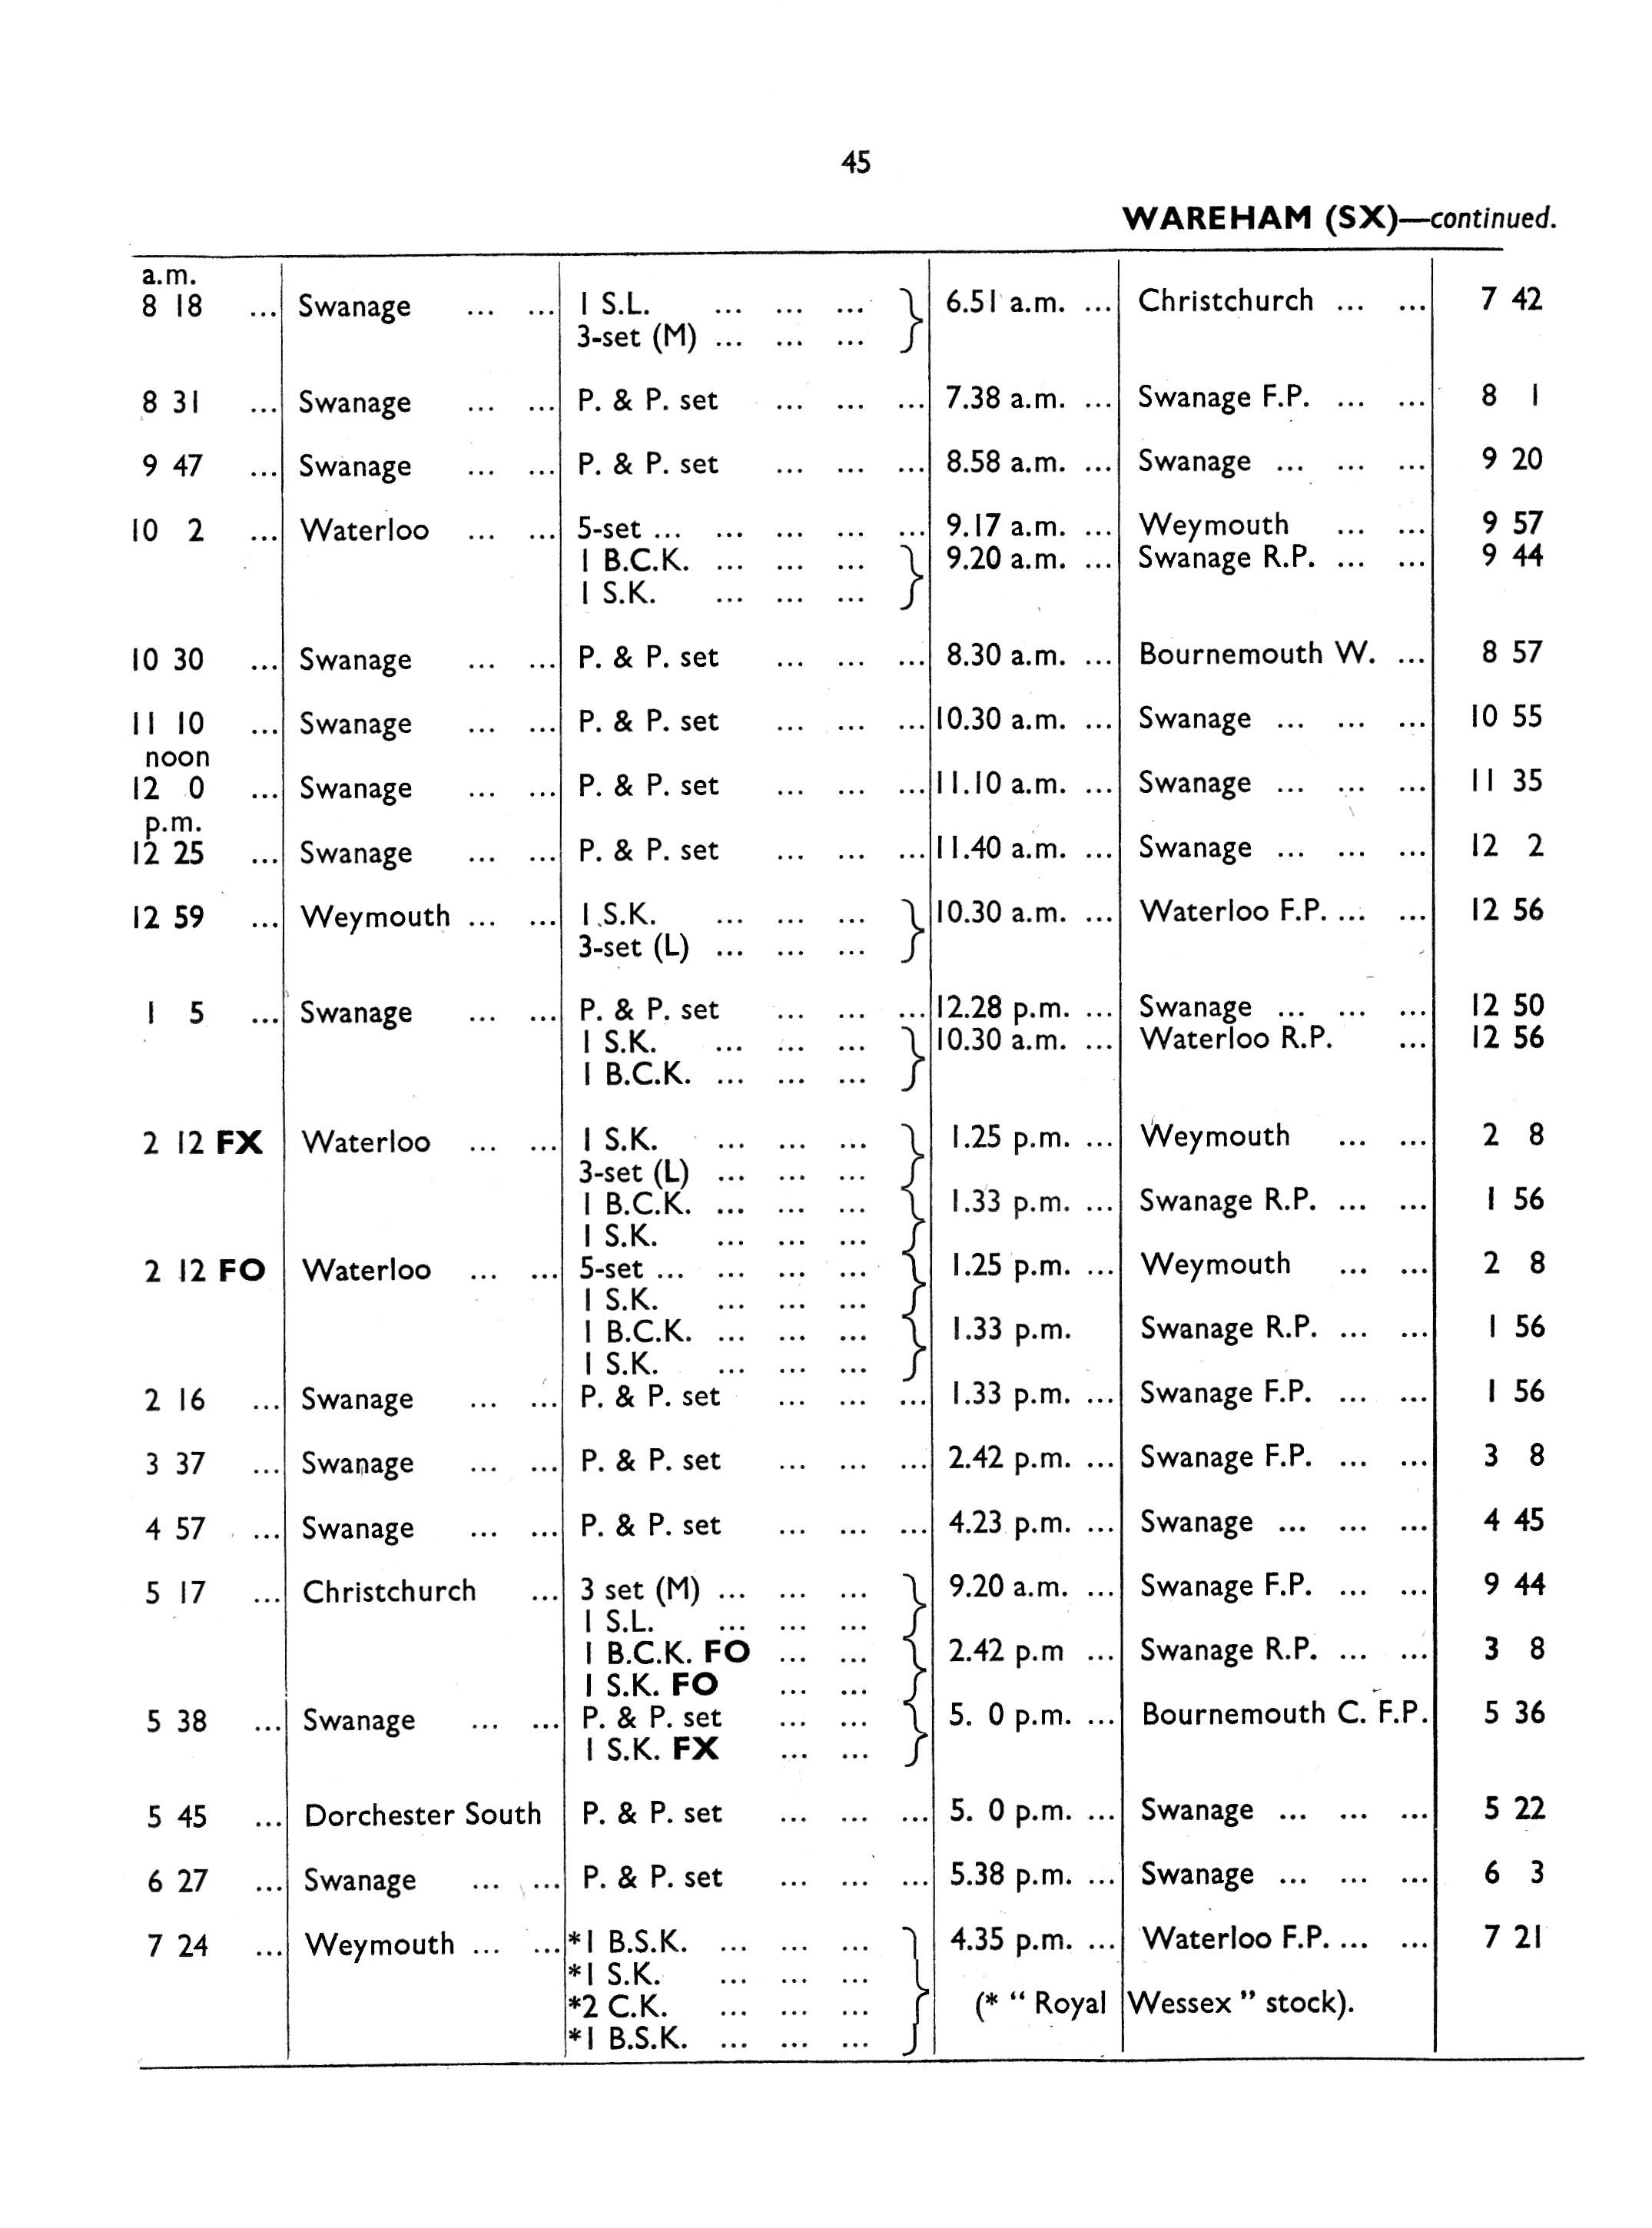 45
WAREHAM (SX)—continued.
a.m.
8 18 ... Swanage ... ... 1 S.L. ... ... ... 6.51 a.m. ... Christchurch ... ... 7 42
3-set (M) ... ... ...
8 31 ... Swanage ... ... P. & P. set ... ... ... 7.38 a.m. ... Swanage F.P. ... ... 8 1
9 47 ... Swanage ... ... P. & P. set ... ... ... 8.58 a.m. ... Swanage ... ... ... 9 20
10 2 ... Waterloo ... ... 5-set ... ... ... ... ... 9.17 a.m. ... Weymouth ... ... 9 57
1 B.C.K. ... ... ... 9.20 a.m. ... Swanage R.P. ... ... 9 44
1 S.K. ... ... ...
10 30 ... Swanage ... ... P. & P. set ... ... ... 8.30 a.m. ... Bournemouth W. ... 8 57
11 10 ... Swanage ... ... P. & P. set ... ... ... 10.30 a.m. ... Swanage ... ... ... 10 55
noon
12 0 ... Swanage ... ... P. & P. set ... ... ... 11.10 a.m. ... Swanage ... ... ... 11 35
p.m.
12 25 ... Swanage ... ... P. & P. set ... ... ... 11.40 a.m. ... Swanage ... ... ... 12 2
12 59 ... Weymouth ... ... 1 S.K. ... ... ... 10.30 a.m. ... Waterloo F.P. ... ... 12 56
3-set (L) ... ... ...
1 5 ... Swanage ... ... P. & P. set ... ... ... 12.28 p.m. ... Swanage ... ... ... 12 50
1 S.K. ... ... ... 10.30 a.m. ... Waterloo R.P. ... 12 56
1 B.C.K. ... ... ...
2 12 FX Waterloo ... ... 1 S.K. ... ... ... 1.25 p.m. ... Weymouth ... ... 2 8
3-set (L) ... ... ...
1 B.C.K. ... ... ... 1.33 p.m. ... Swanage R.P. ... ... 1 56
1 S.K. ... ... ...
2 12 FO Waterloo ... ... 5-set ... ... ... ... 1.25 p.m. ... Weymouth ... ... 2 8
1 S.K. ... ... ...
1 B.C.K. ... ... ... 1.33 p.m. Swanage R.P. ... ... 1 56
1 S.K. ... ... ...
2 16 ... Swanage ... ... P. & P. set ... ... ... 1.33 p.m. ... Swanage F.P. ... ... 1 56
3 37 ... Swanage ... ... P. & P. set ... ... ... 2.42 p.m. ... Swanage F.P. ... ... 3 8
4 57 ... Swanage ... ... P. & P. set ... ... ... 4.23 p.m. ... Swanage ... ... ... 4 45
5 17 ... Christchurch ... 3 set (M) ... ... ... 9.20 a.m. ... Swanage F.P. ... ... 9 44
1 S.L. ... ... ...
1 B.C.K. FO ... ... 2.42 p.m ... Swanage R.P. ... ... 3 8
1 S.K. FO ... ...
5 38 ... Swanage ... ... P. & P. set ... ... 5. 0 p.m. ... Bournemouth C. F.P. 5 36
1 S.K. FX ... ...
5 45 ... Dorchester South P. & P. set ... ... ... 5. 0 p.m. ... Swanage ... ... ... 5 22
6 27 ... Swanage ... ... P. & P. set ... ... ... 5.38 p.m. ... Swanage ... ... ... 6 3
7 24 ... Weymouth ... ... *1 B.S.K. ... ... ... 4.35 p.m. ... Waterloo F.P. ... ... 7 21
*1 S.K. ... ... ...
*2 C.K. ... ... ... (* “ Royal Wessex ” stock).
*1 B.S.K. ... ... ...